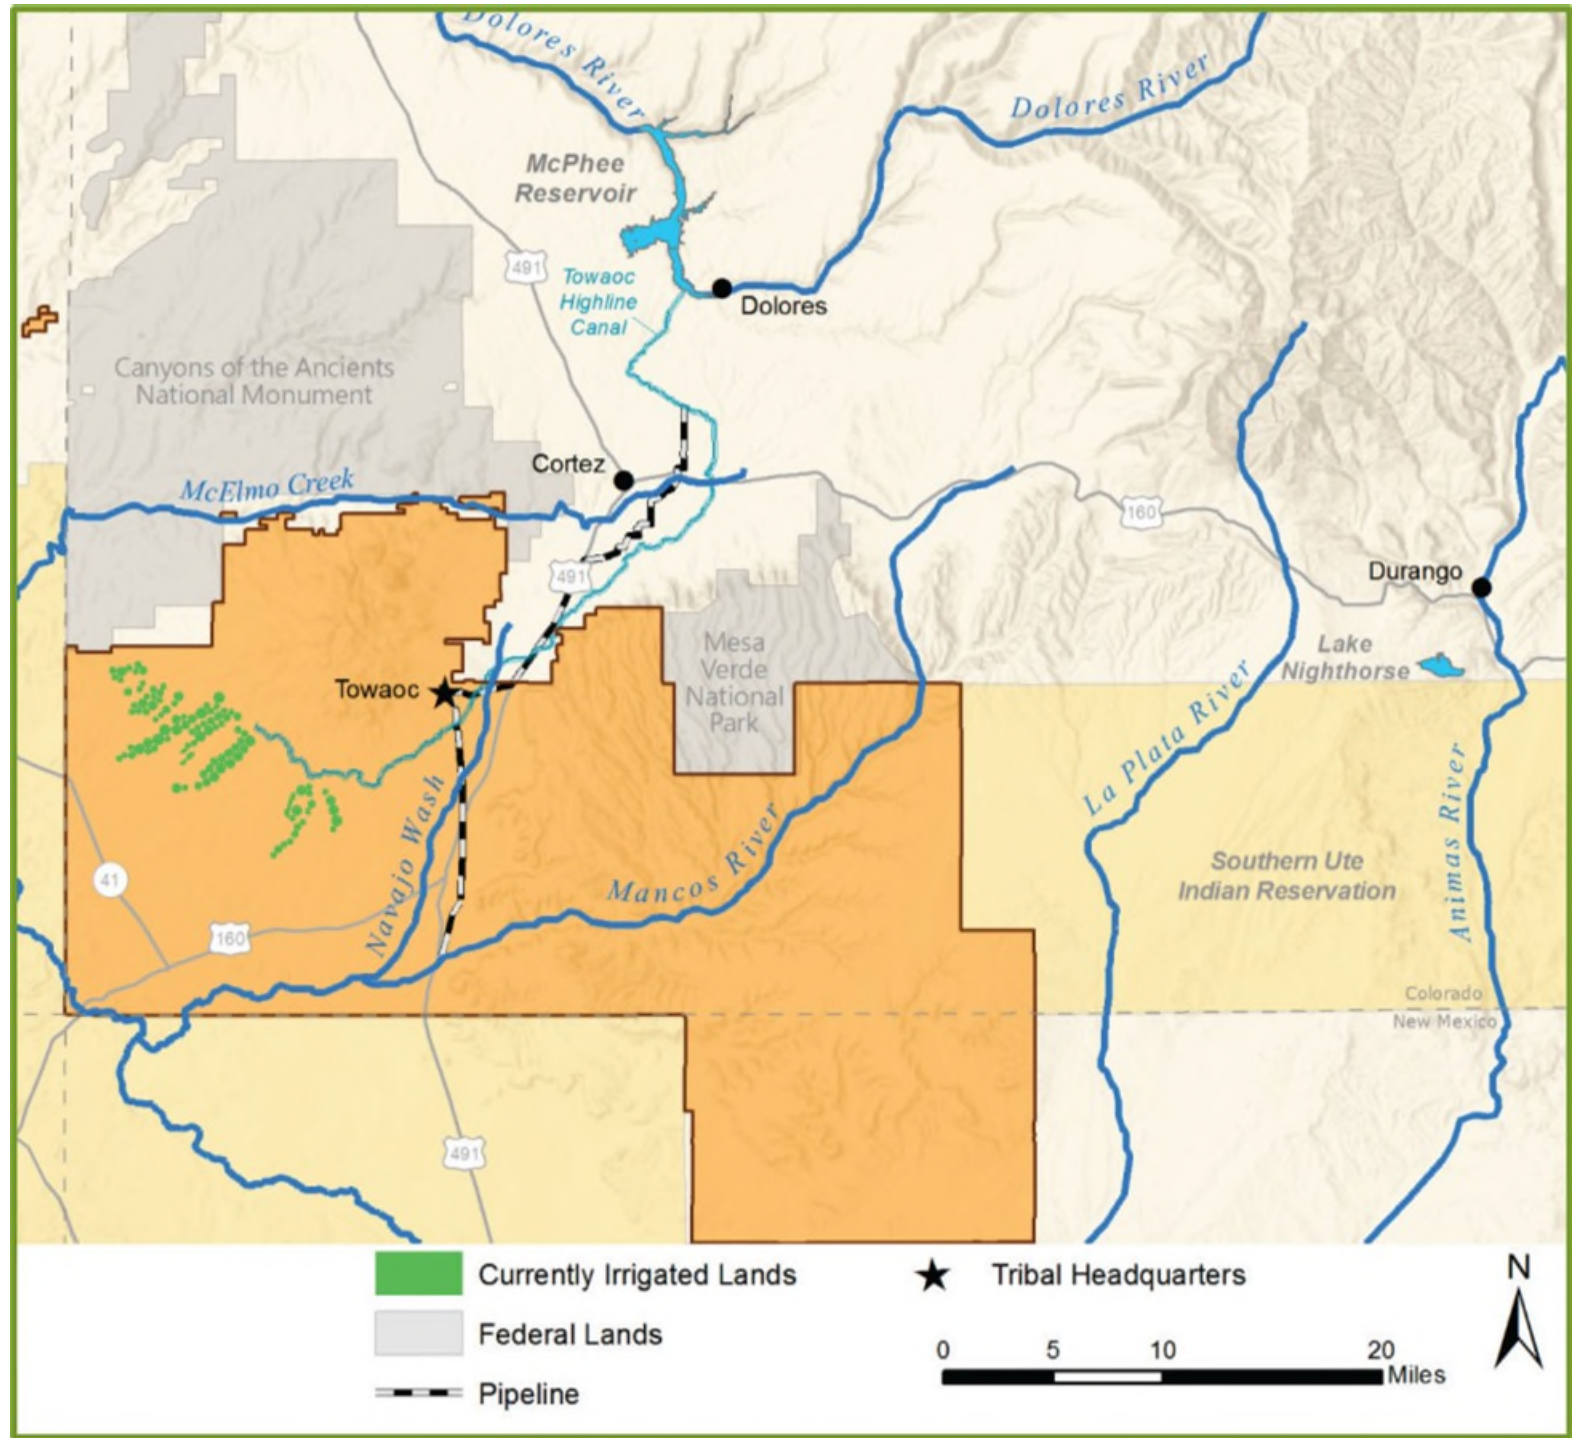 Dolores River
Dolores River
McPhee
Reservoir
491
Towaoc
Highline
Canal
Dolores
Canyons of the Ancients
National Monument
Cortez
McElmo Creek
160
491
Durango
Mesa
Verde
National
Park
Lake
Nighthorse
Towaoc
La Plata River
Navajo Wash
Mancos River
Animas River
Southern Ute
Indian Reservation
41
160
Colorado
New Mexico
491
Currently Irrigated Lands
Federal Lands
Pipeline
Tribal Headquarters
0 5 10 20
Miles
N